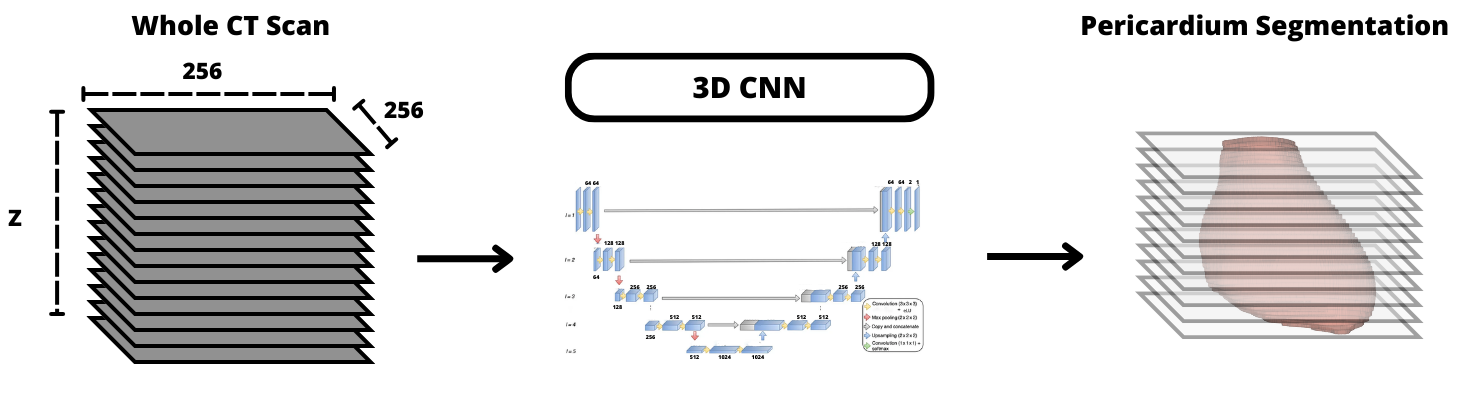 Whole CT Scan
256
256
Z
3D CNN
64 64
64 64 2 1
l = 1
128 128
128 128
l = 2
64
256 256
256 256
l = 3
128
512 512
512 512
l = 4
256
l = 5
512 1024 1024
Convolution (3x3x3)
+ eLU
Max pooling (2x2x2)
Copy and concatenate
Upsampling (2x2x2)
Convolution (1x1x1) +
softmax
Pericardium Segmentation